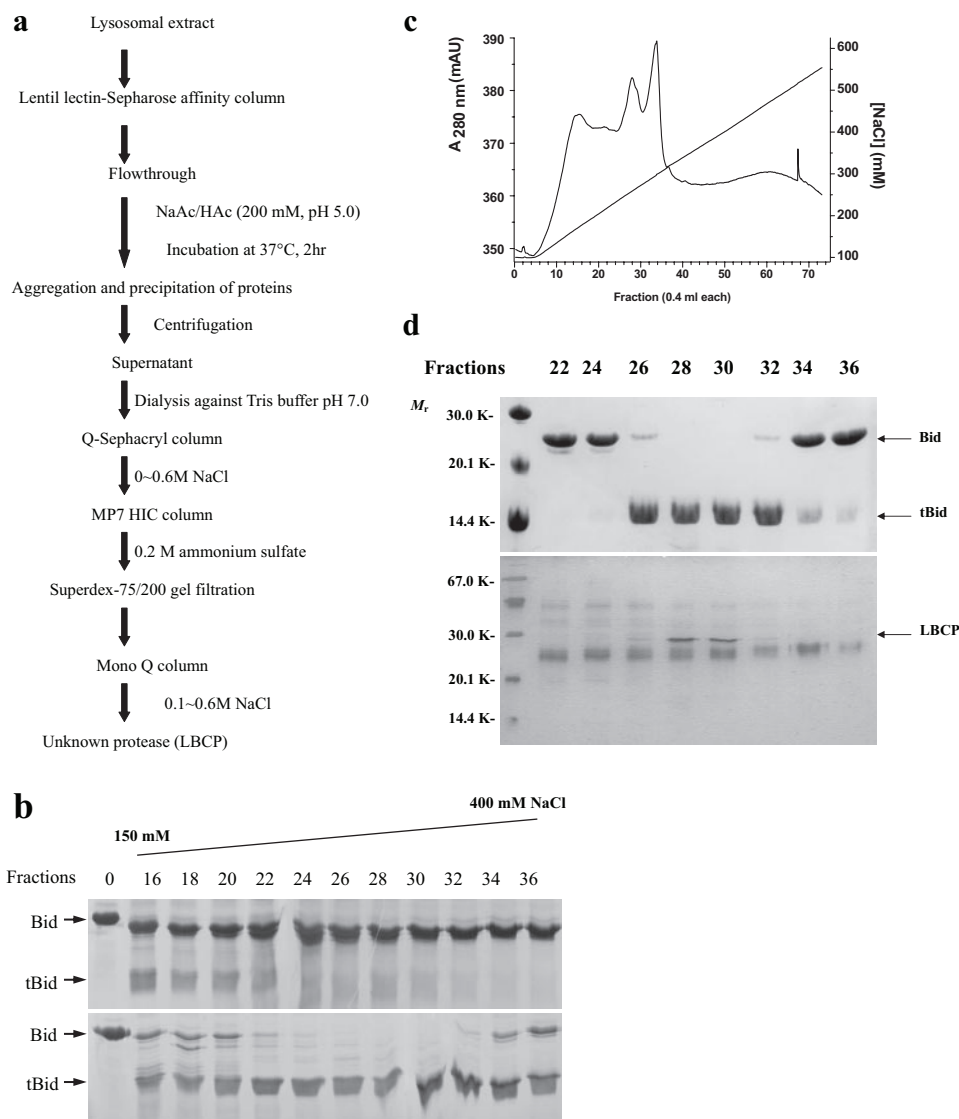 a
Lysosomal extract
Lentil lectin-Sepharose affinity column
Flowthrough
NaAc/HAc (200 mM, pH 5.0)
Incubation at 37°C, 2hr
Aggregation and precipitation of proteins
Centrifugation
Supernatant
Dialysis against Tris buffer pH 7.0
Q-Sephacryl column
0~0.6M NaCl
MP7 HIC column
0.2 M ammonium sulfate
Superdex-75/200 gel filtration
Mono Q column
0.1~0.6M NaCl
Unknown protease (LBCP)
c
A 280 nm (mAU)
390
380
370
360
350
600
500
400
300
200
100
[NaCl] (mM)
0 10 20 30 40 50 60 70
Fraction (0.4 ml each)
d
Fractions 22 24 26 28 30 32 34 36
Mr
30.0 K-
20.1 K-
14.4 K-
Bid
tBid
67.0 K-
30.0 K-
20.1 K-
14.4 K-
LBCP
b
150 mM
400 mM NaCl
Fractions 0 16 18 20 22 24 26 28 30 32 34 36
Bid
tBid
Bid
tBid